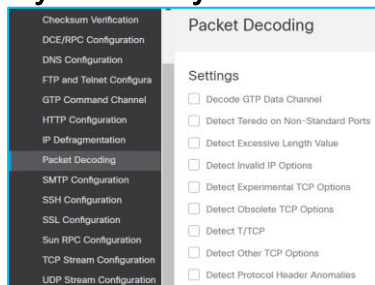 Checksum Verification
DCE/RPC Configuration
DNS Configuration
FTP and Telnet Configura
GTP Command Channel
HTTP Configuration
IP Defragmentation
Packet Decoding
SMTP Configuration
SSH Configuration
SSL Configuration
Sun RPC Configuration
TCP Stream Configuration
UDP Stream Configuration
Packet Decoding
Settings
Decode GTP Data Channel
Detect Teredo on Non-Standard Ports
Detect Excessive Length Value
Detect Invalid IP Options
Detect Experimental TCP Options
Detect Obsolete TCP Options
Detect T/TCP
Detect Other TCP Options
Detect Protocol Header Anomalies